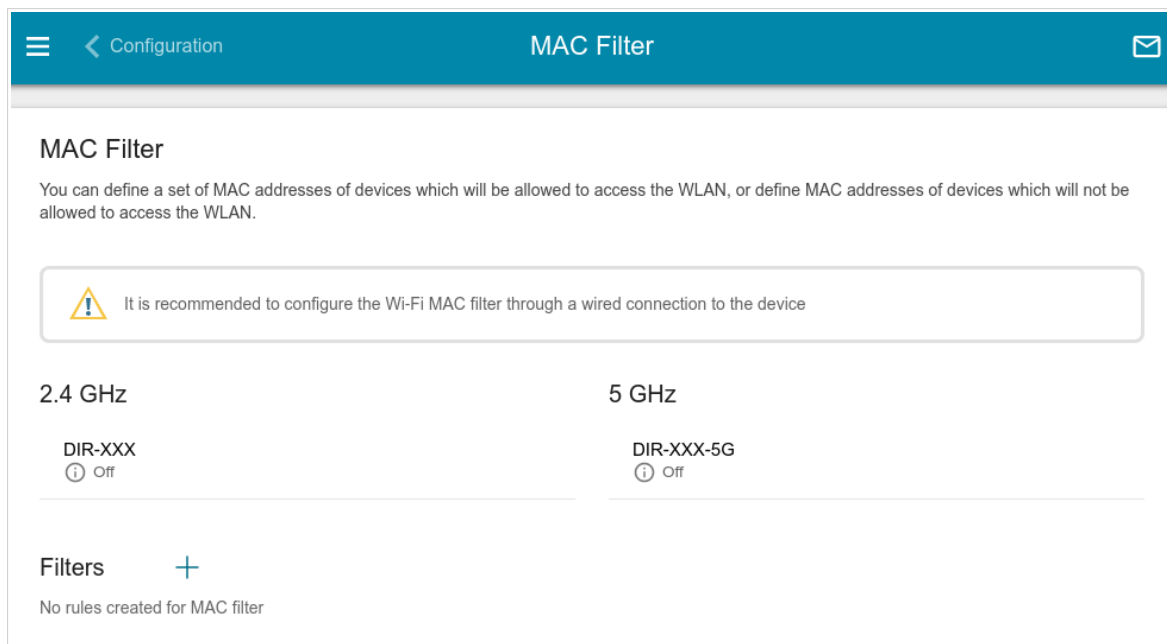 Configuration
MAC Filter
MAC Filter
You can define a set of MAC addresses of devices which will be allowed to access the WLAN, or define MAC addresses of devices which will not be
allowed to access the WLAN.
It is recommended to configure the Wi-Fi MAC filter through a wired connection to the device
2.4 GHz
DIR-XXX
Off
5 GHz
DIR-XXX-5G
Off
Filters
No rules created for MAC filter